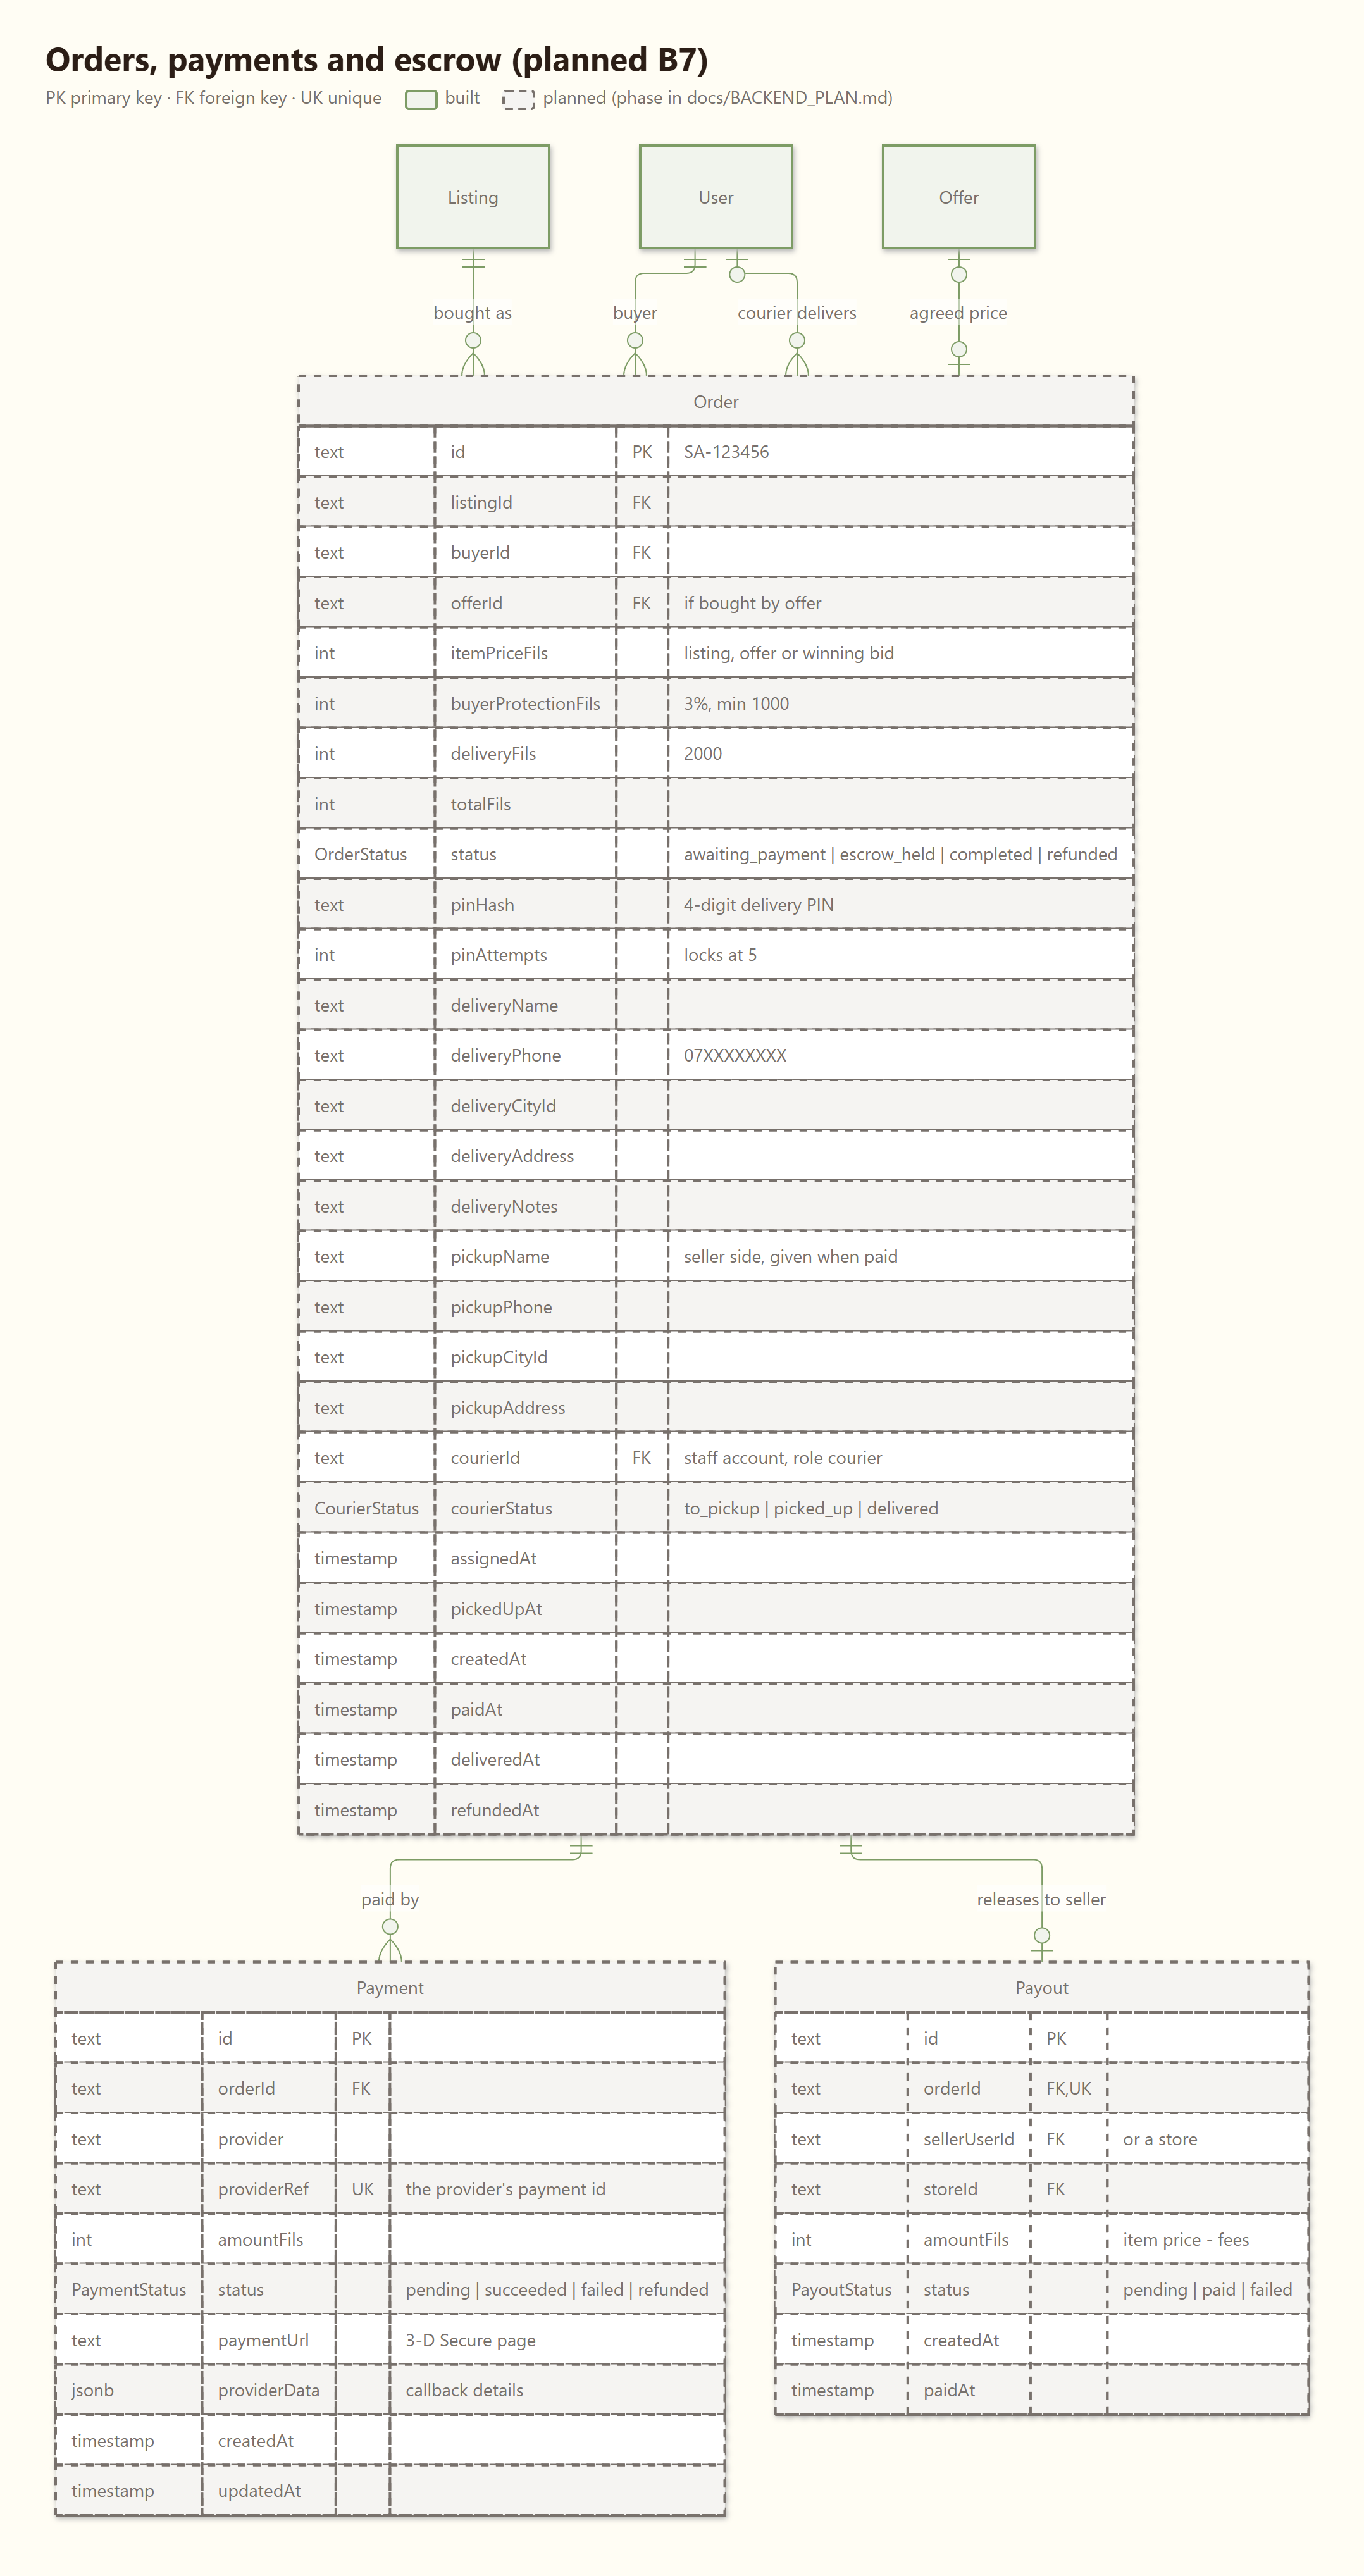 Orders, payments and escrow (planned B7)
PK primary key · FK foreign key · UK unique built planned (phase in docs/BACKEND_PLAN.md)
Listing User Offer
bought as buyer courier delivers agreed price
Order
text id PK SA-123456
text listingId FK
text buyerId FK
text offerId FK if bought by offer
int itemPriceFils listing, offer or winning bid
int buyerProtectionFils 3%, min 1000
int deliveryFils 2000
int totalFils
OrderStatus status awaiting_payment | escrow_held | completed | refunded
text pinHash 4-digit delivery PIN
int pinAttempts locks at 5
text deliveryName
text deliveryPhone 07XXXXXXXX
text deliveryCityId
text deliveryAddress
text deliveryNotes
text pickupName seller side, given when paid
text pickupPhone
text pickupCityId
text pickupAddress
text courierId FK staff account, role courier
CourierStatus courierStatus to_pickup | picked_up | delivered
timestamp assignedAt
timestamp pickedUpAt
timestamp createdAt
timestamp paidAt
timestamp deliveredAt
timestamp refundedAt
paid by releases to seller
Payment
text id PK
text orderId FK
text provider
text providerRef UK the provider's payment id
int amountFils
PaymentStatus status pending | succeeded | failed | refunded
text paymentUrl 3-D Secure page
jsonb providerData callback details
timestamp createdAt
timestamp updatedAt
Payout
text id PK
text orderId FK,UK
text sellerUserId FK or a store
text storeId FK
int amountFils item price - fees
PayoutStatus status pending | paid | failed
timestamp createdAt
timestamp paidAt